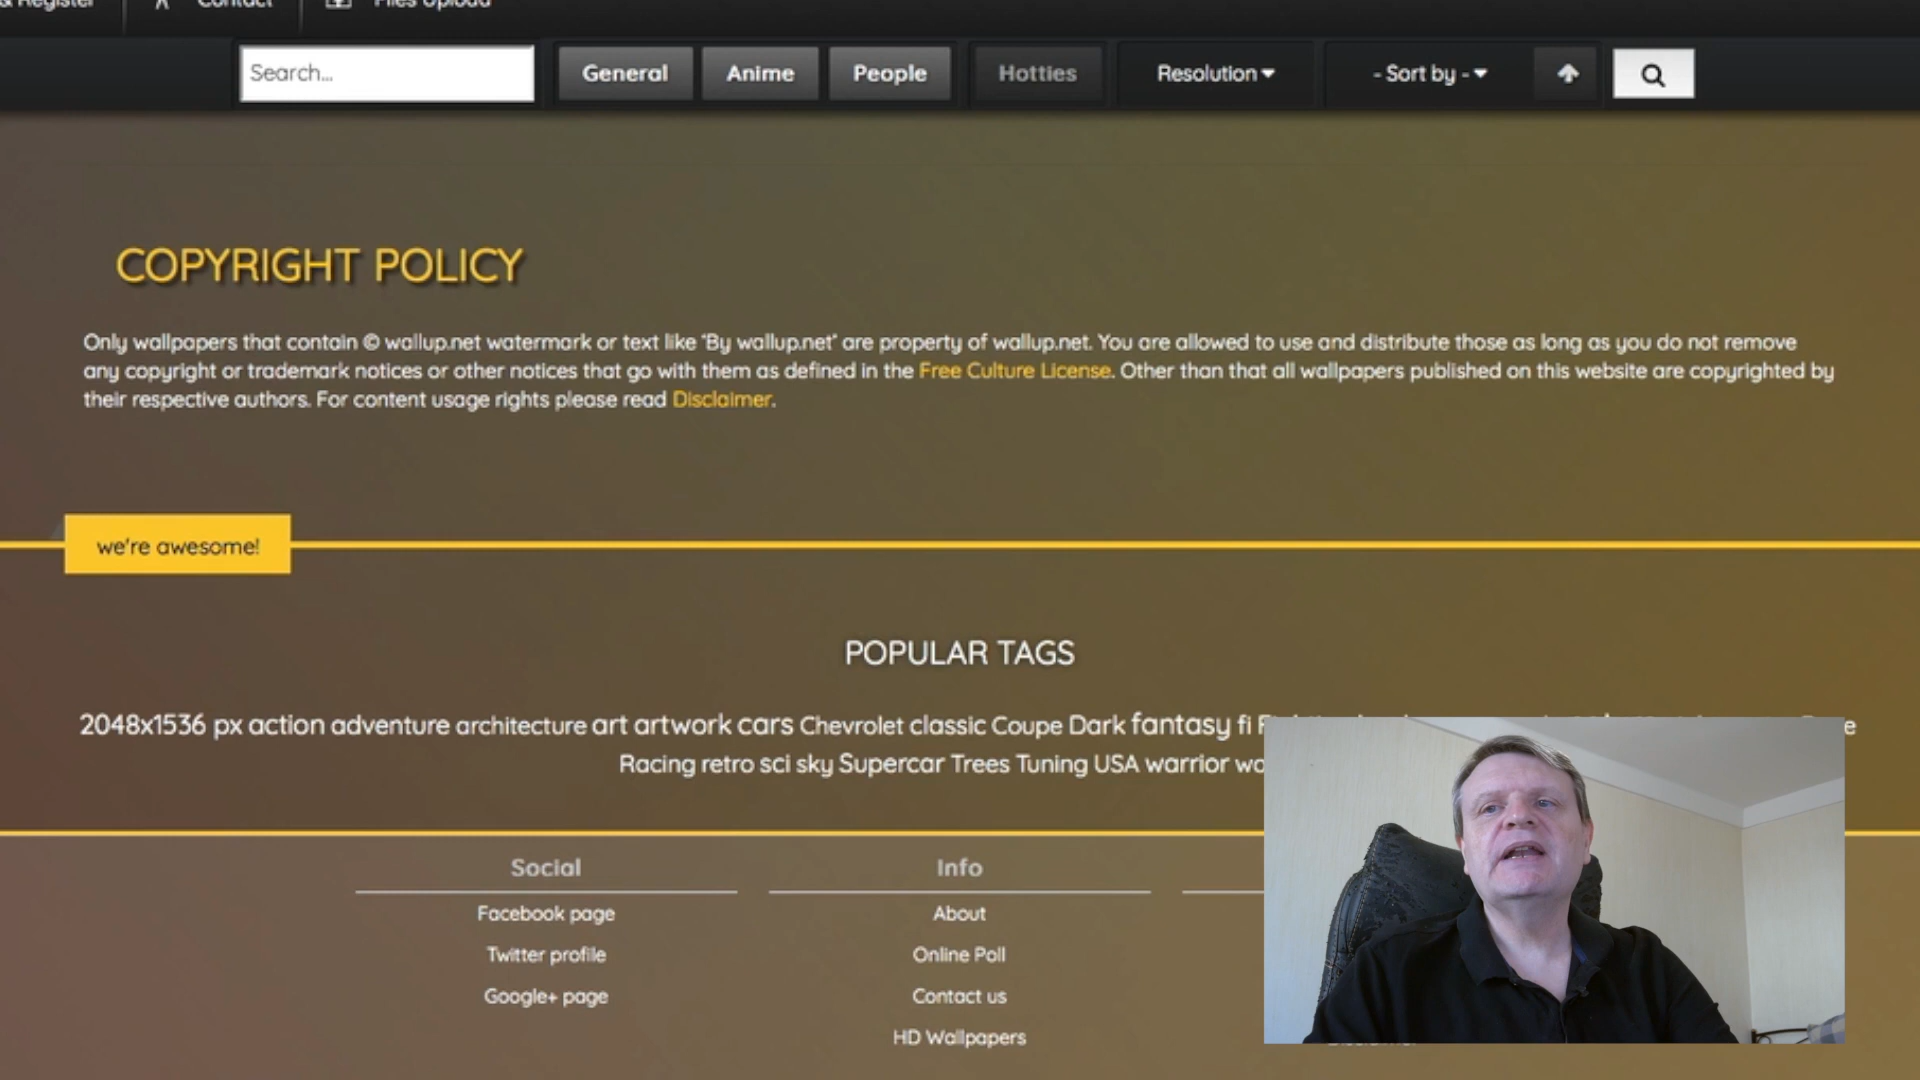 & Register Contact Files Upload
Search... General Anime People Hotties Resolution - Sort by -
COPYRIGHT POLICY
Only wallpapers that contain © wallup.net watermark or text like 'By wallup.net' are property of wallup.net. You are allowed to use and distribute those as long as you do not remove
any copyright or trademark notices or other notices that go with them as defined in the Free Culture License. Other than that all wallpapers published on this website are copyrighted by
their respective authors. For content usage rights please read Disclaimer.
we're awesome!
POPULAR TAGS
2048x1536 px action adventure architecture art artwork cars Chevrolet classic Coupe Dark fantasy fi
Racing retro sci sky Supercar Trees Tuning USA warrior
Social Info
Facebook page About
Twitter profile Online Poll
Google+ page Contact us
HD Wallpapers